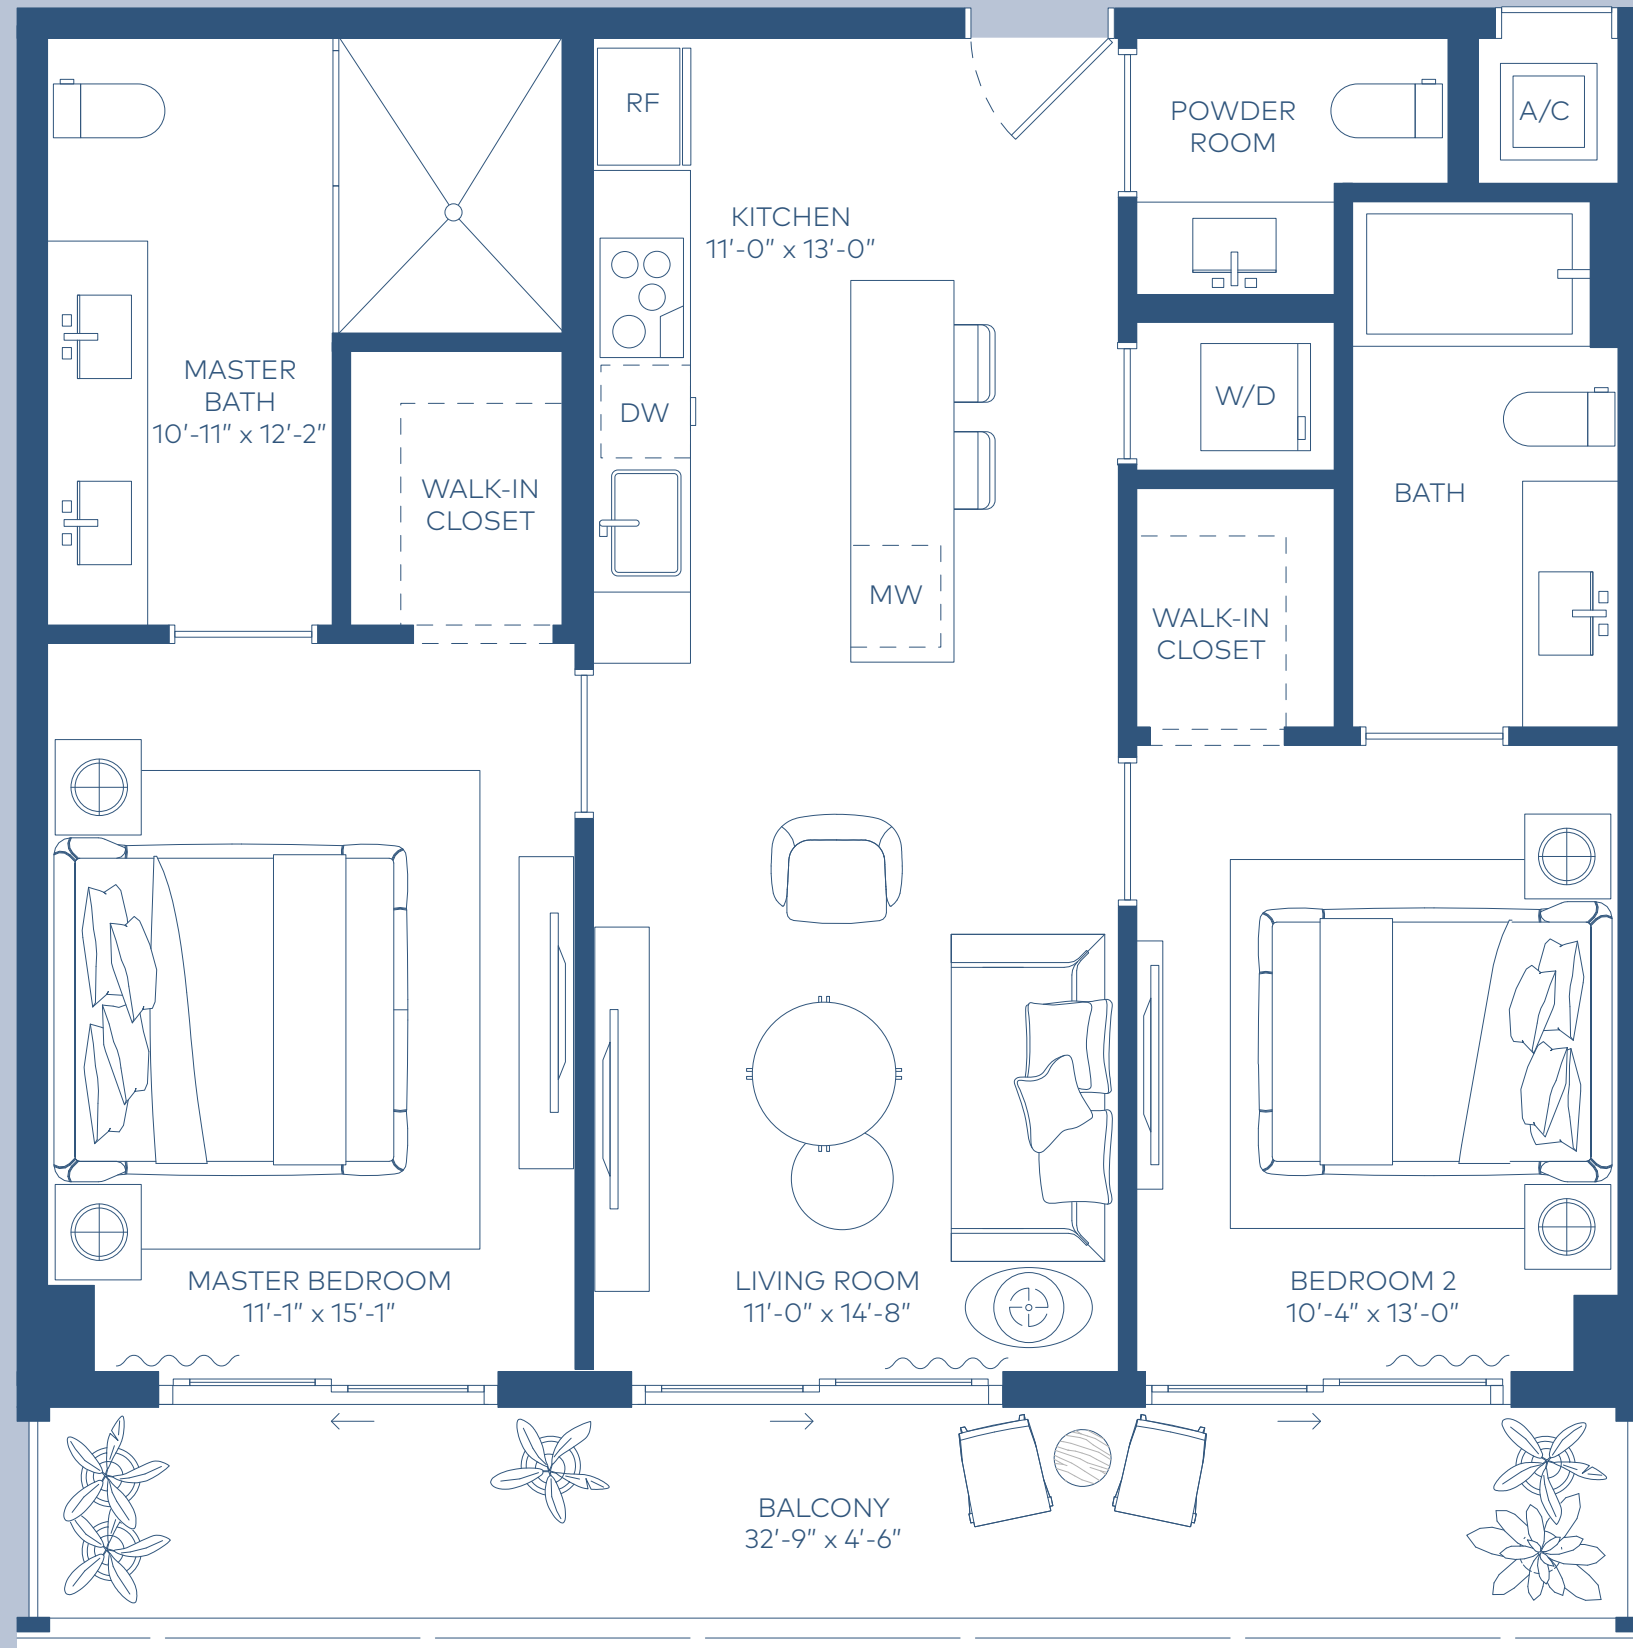 RF
POWDER
ROOM
A/C
KITCHEN
11'-0" x 13'-0"
MASTER
BATH
10'-11" x 12'-2"
DW
W/D
WALK-IN
CLOSET
BATH
MW
WALK-IN
CLOSET
MASTER BEDROOM
11'-1" x 15'-1"
LIVING ROOM
11'-0" x 14'-8"
BEDROOM 2
10'-4" x 13'-0"
BALCONY
32'-9" x 4'-6"